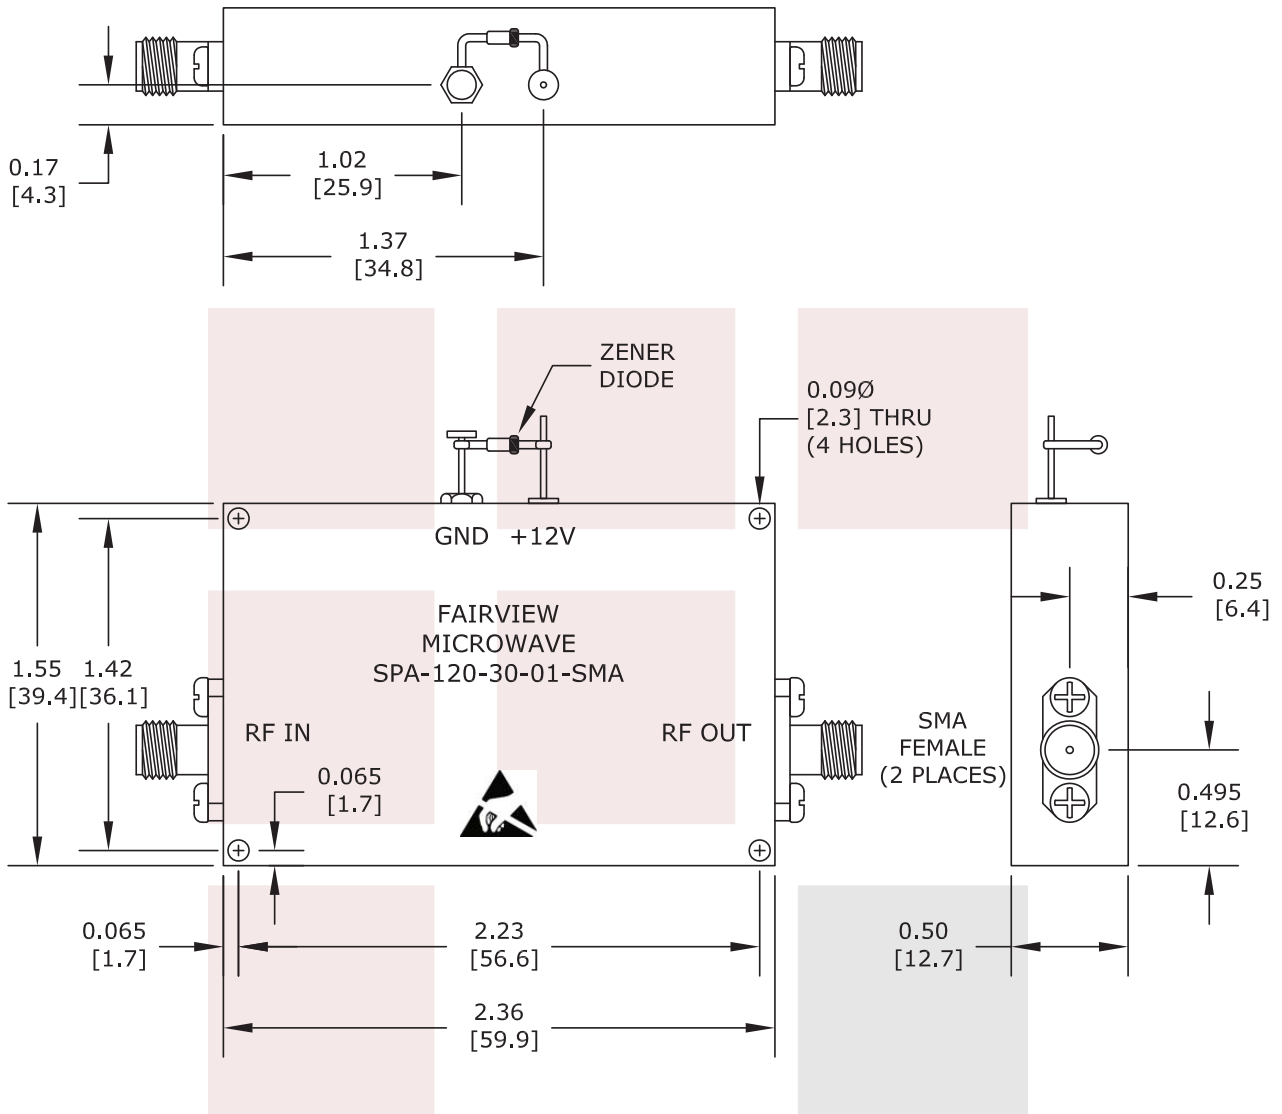 0.17
[4.3]
1.02
[25.9]
1.37
[34.8]
ZENER
DIODE
0.09Ø
[2.3] THRU
(4 HOLES)
GND +12V
FAIRVIEW
MICROWAVE
SPA-120-30-01-SMA
0.25
[6.4]
1.55
[39.4]
1.42
[36.1]
RF IN
RF OUT
SMA
FEMALE
(2 PLACES)
0.065
[1.7]
0.495
[12.6]
0.065
[1.7]
2.23
[56.6]
0.50
[12.7]
2.36
[59.9]